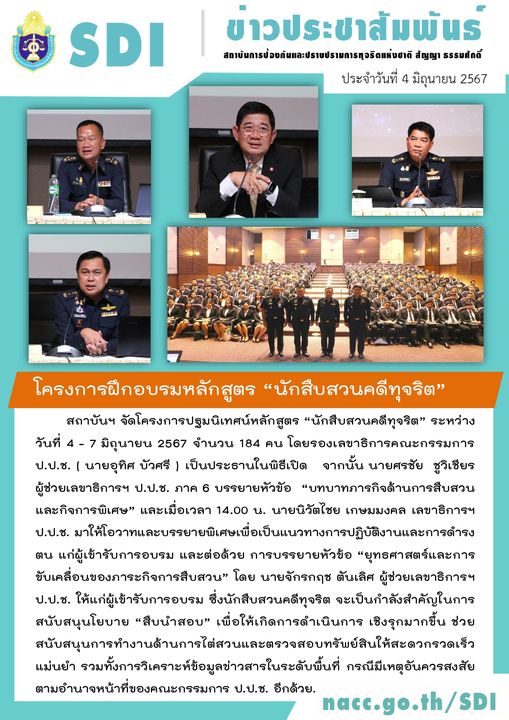 SDI
ข่าวประชาสัมพันธ์
สถาบันการป้องกันและปราบปรามการทุจริตแห่งชาติ สัญญา ธรรมศักดิ์
ประจำวันที่ 4 มิถุนายน 2567
โครงการฝึกอบรมหลักสูตร “นักสืบสวนคดีทุจริต”
สถาบันฯ จัดโครงการปฐมนิเทศน์หลักสูตร “นักสืบสวนคดีทุจริต” ระหว่าง
วันที่ 4 - 7 มิถุนายน 2567 จำนวน 184 คน โดยรองเลขาธิการคณะกรรมการ
ป.ป.ช. ( นายอุทิศ บัวศรี ) เป็นประธานในพิธีเปิด จากนั้น นายศรชัย ชูวิเชียร
ผู้ช่วยเลขาธิการฯ ป.ป.ช. ภาค 6 บรรยายหัวข้อ “บทบาทภารกิจด้านการสืบสวน
และกิจการพิเศษ” และเมื่อเวลา 14.00 น. นายนิวัติไชย เกษมมงคล เลขาธิการฯ
ป.ป.ช. มาให้โอวาทและบรรยายพิเศษเพื่อเป็นแนวทางการปฏิบัติงานและการดำรง
ตน แก่ผู้เข้ารับการอบรม และต่อด้วย การบรรยายหัวข้อ “ยุทธศาสตร์และการ
ขับเคลื่อนของภาระกิจการสืบสวน” โดย นายจักรกฤช ตันเลิศ ผู้ช่วยเลขาธิการฯ
ป.ป.ช. ให้แก่ผู้เข้ารับการอบรม ซึ่งนักสืบสวนคดีทุจริต จะเป็นกำลังสำคัญในการ
สนับสนุนโยบาย “สืบนำสอบ” เพื่อให้เกิดการดำเนินการ เชิงรุกมากขึ้น ช่วย
สนับสนุนการทำงานด้านการไต่สวนและตรวจสอบทรัพย์สินให้สะดวกรวดเร็ว
แม่นยำ รวมทั้งการวิเคราะห์ข้อมูลข่าวสารในระดับพื้นที่ กรณีมีเหตุอันควรสงสัย
ตามอำนาจหน้าที่ของคณะกรรมการ ป.ป.ช. อีกด้วย.
nacc.go.th/SDI